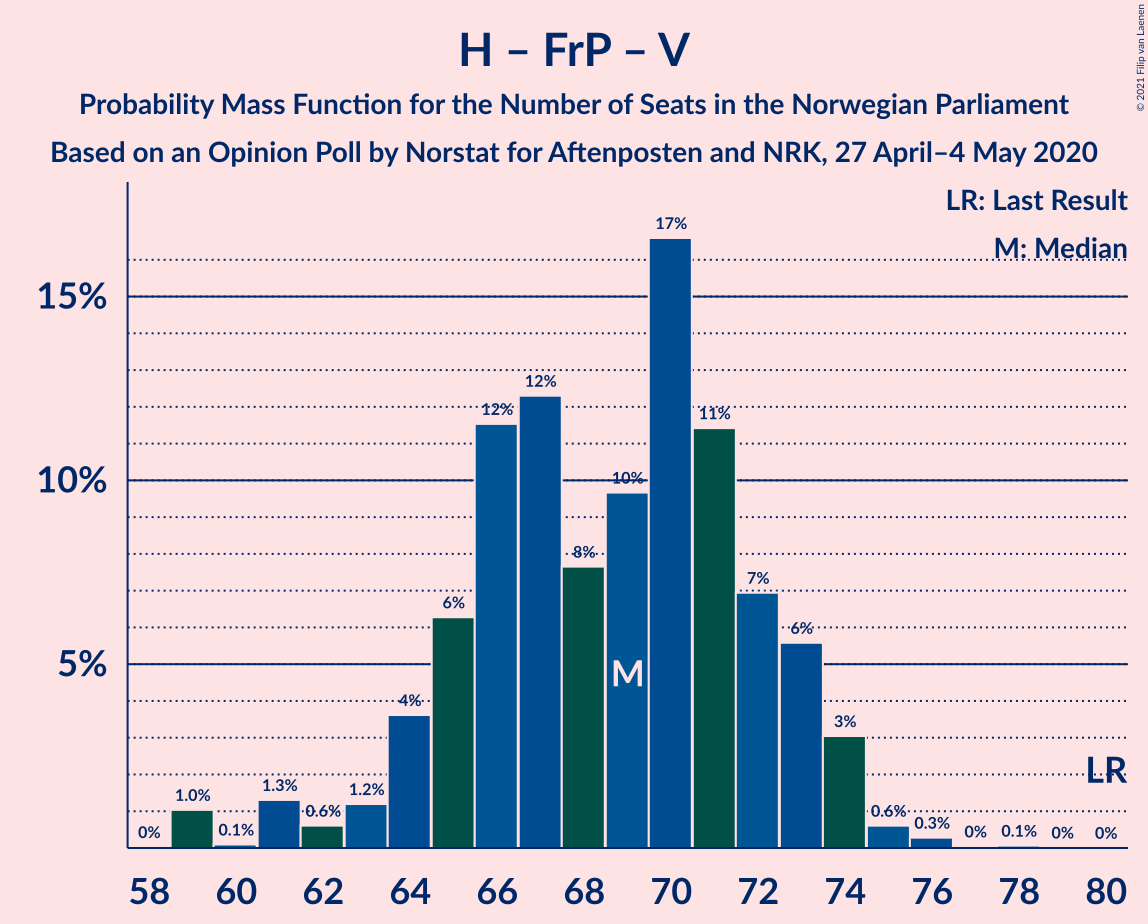 H – FrP – V
Probability Mass Function for the Number of Seats in the Norwegian Parliament
Based on an Opinion Poll by Norstat for Aftenposten and NRK, 27 April–4 May 2020
© 2021 Filip van Laenen
LR: Last Result
M: Median
15%
10%
5%
0%
1.0%
0.1%
1.3%
0.6%
1.2%
4%
6%
12%
12%
8%
10%
17%
11%
7%
6%
3%
0.6%
0.3%
0%
0.1%
0%
0%
M
LR
58 60 62 64 66 68 70 72 74 76 78 80